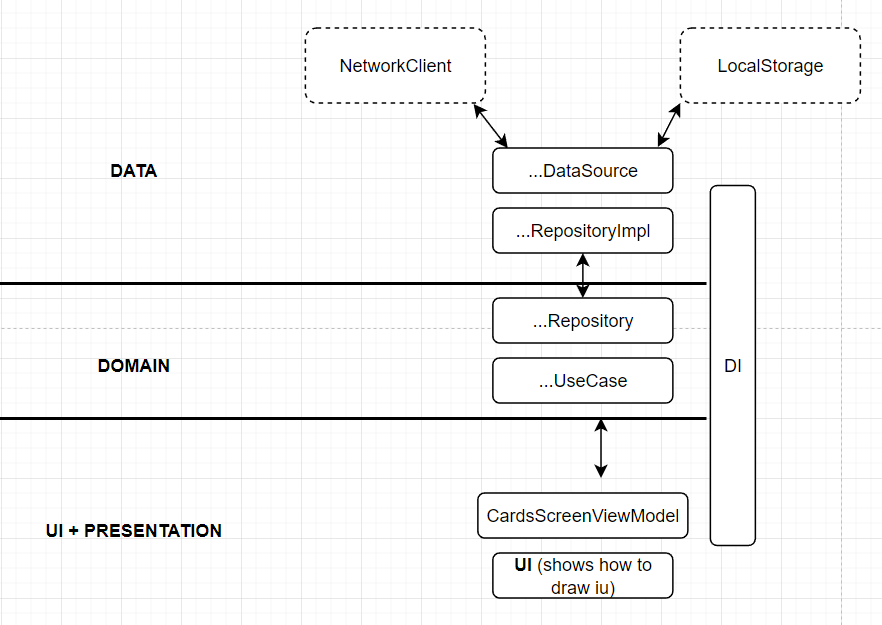 NetworkClient
LocalStorage
DATA
...DataSource
...RepositoryImpl
...Repository
DOMAIN
DI
...UseCase
CardsScreenViewModel
UI + PRESENTATION
UI (shows how to
draw iu)